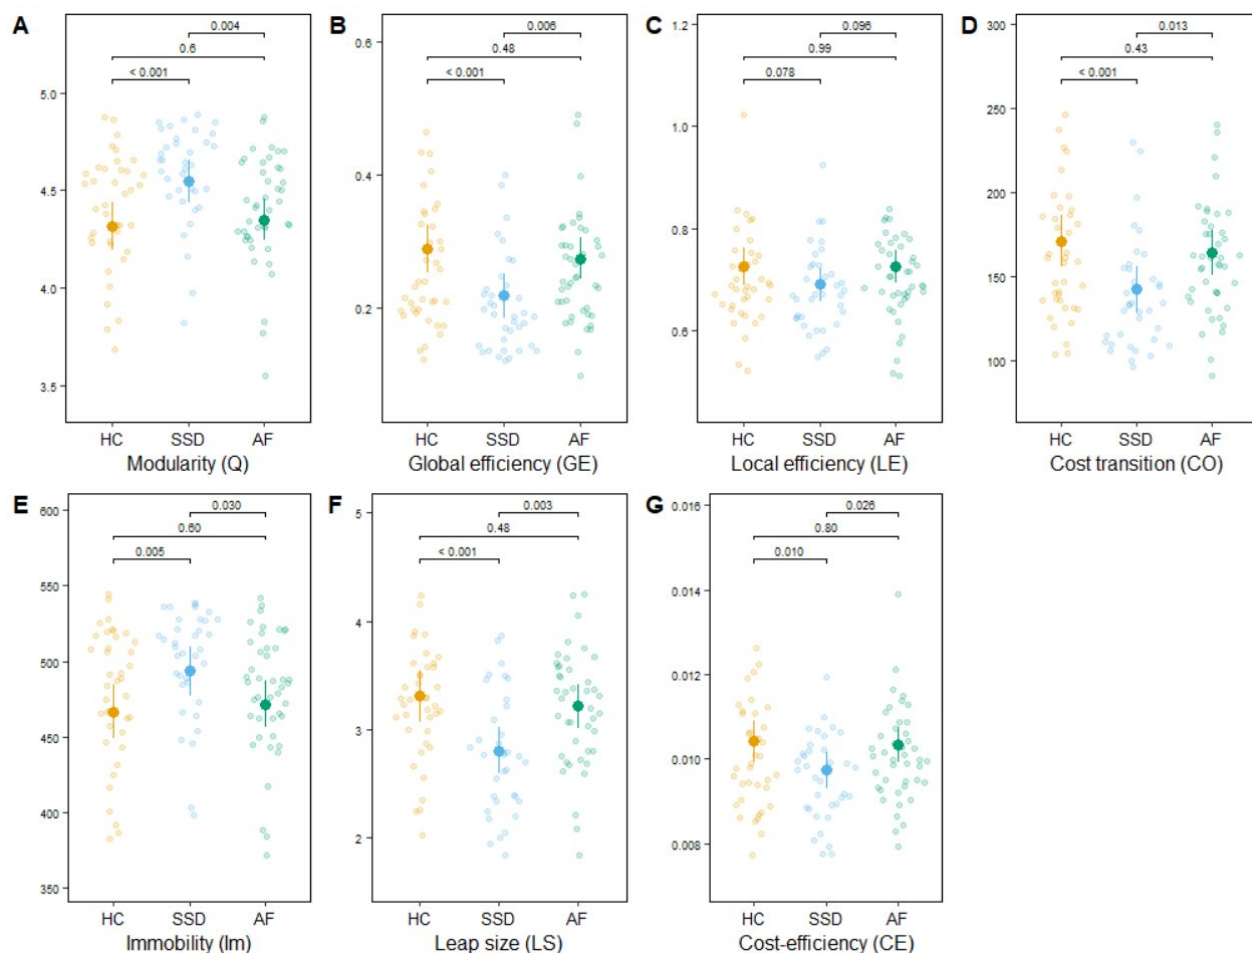 A
0.004
0.6
< 0.001
5.0
4.5
4.0
3.5
HC SSD AF
Modularity (Q)
B
0.006
0.48
< 0.001
0.6
0.4
0.2
HC SSD AF
Global efficiency (GE)
C
0.096
0.99
0.078
1.2
1.0
0.8
0.6
HC SSD AF
Local efficiency (LE)
D
0.013
0.43
< 0.001
300
250
200
150
100
HC SSD AF
Cost transition (CO)
E
0.030
0.60
0.005
600
550
500
450
400
350
HC SSD AF
Immobility (Im)
F
0.003
0.48
< 0.001
5
4
3
2
HC SSD AF
Leap size (LS)
G
0.026
0.80
0.010
0.016
0.014
0.012
0.010
0.008
HC SSD AF
Cost-efficiency (CE)